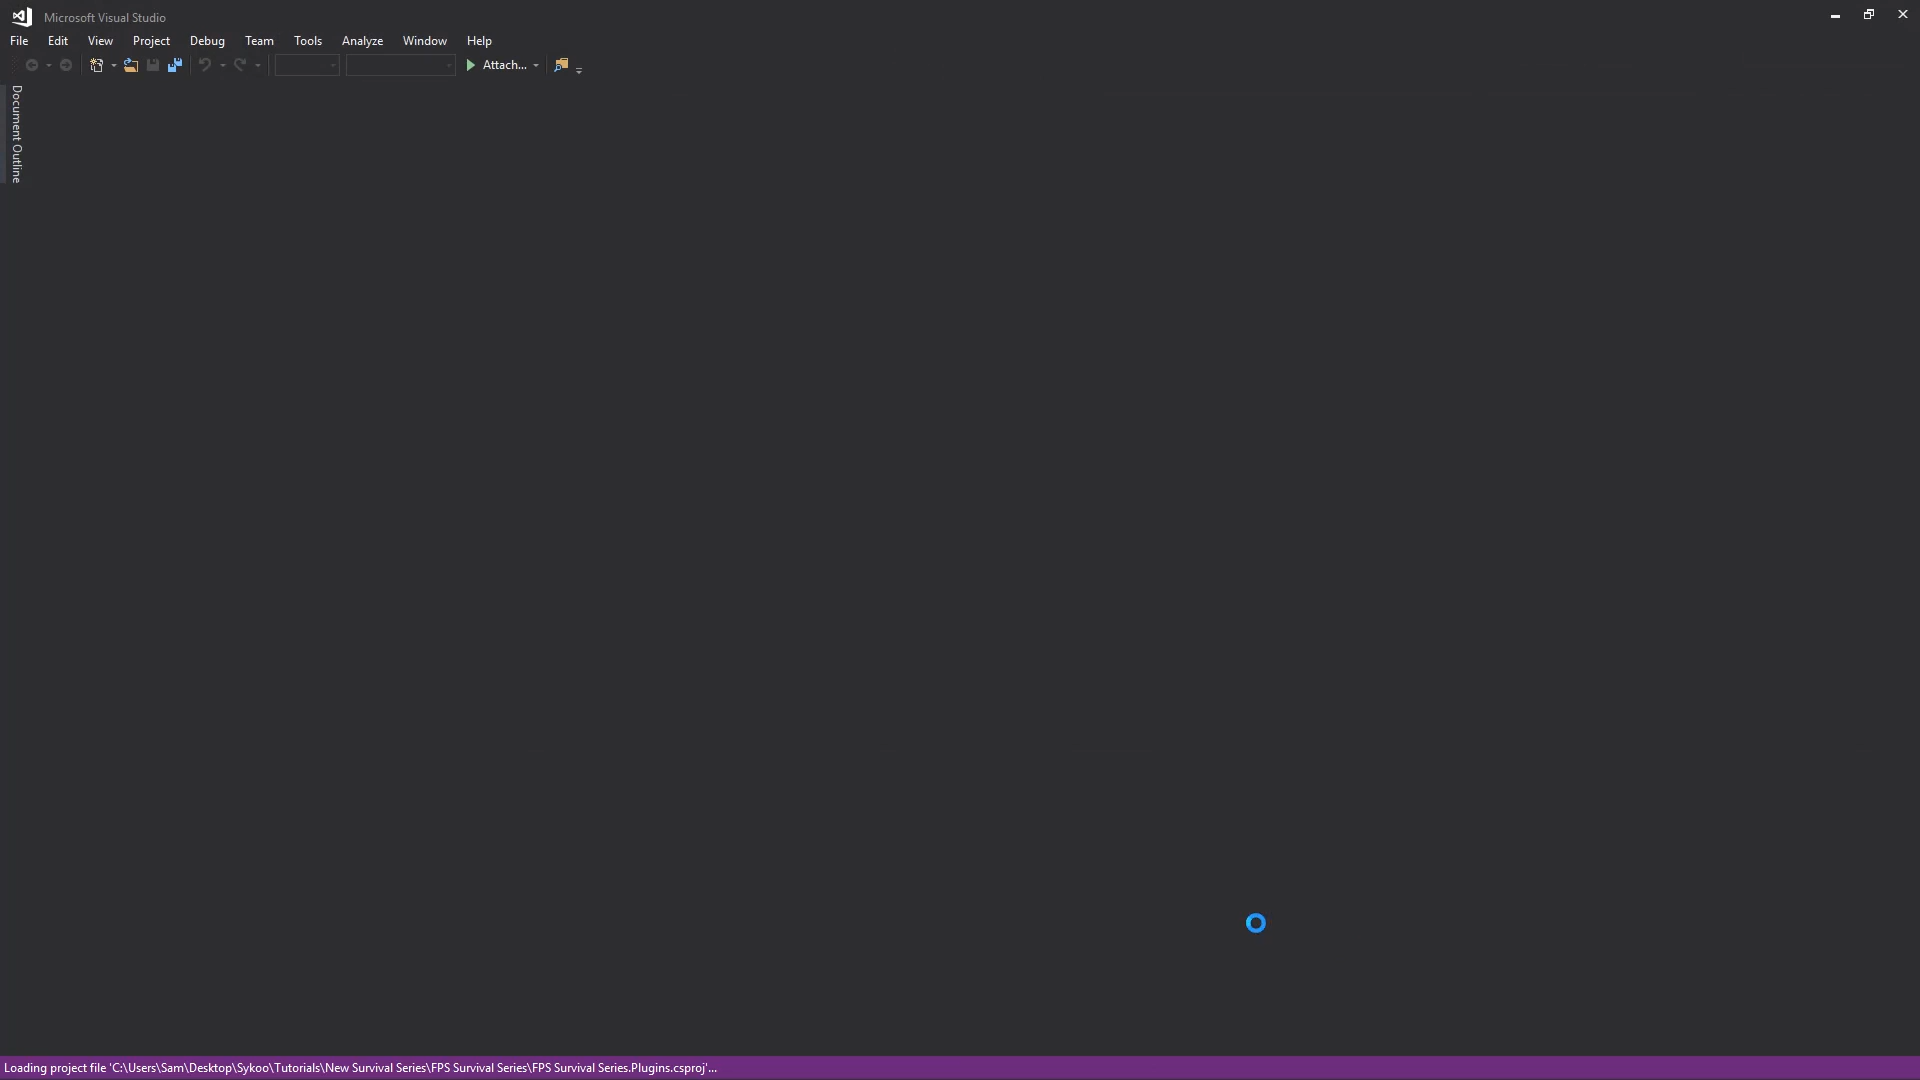 Microsoft Visual Studio
File Edit View Project Debug Team Tools Analyze Window Help
Attach...
Document Outline
Loading project file 'C:\Users\Sam\Desktop\Sykoo\Tutorials\New Survival Series\FPS Survival Series\FPS Survival Series.Plugins.csproj'...